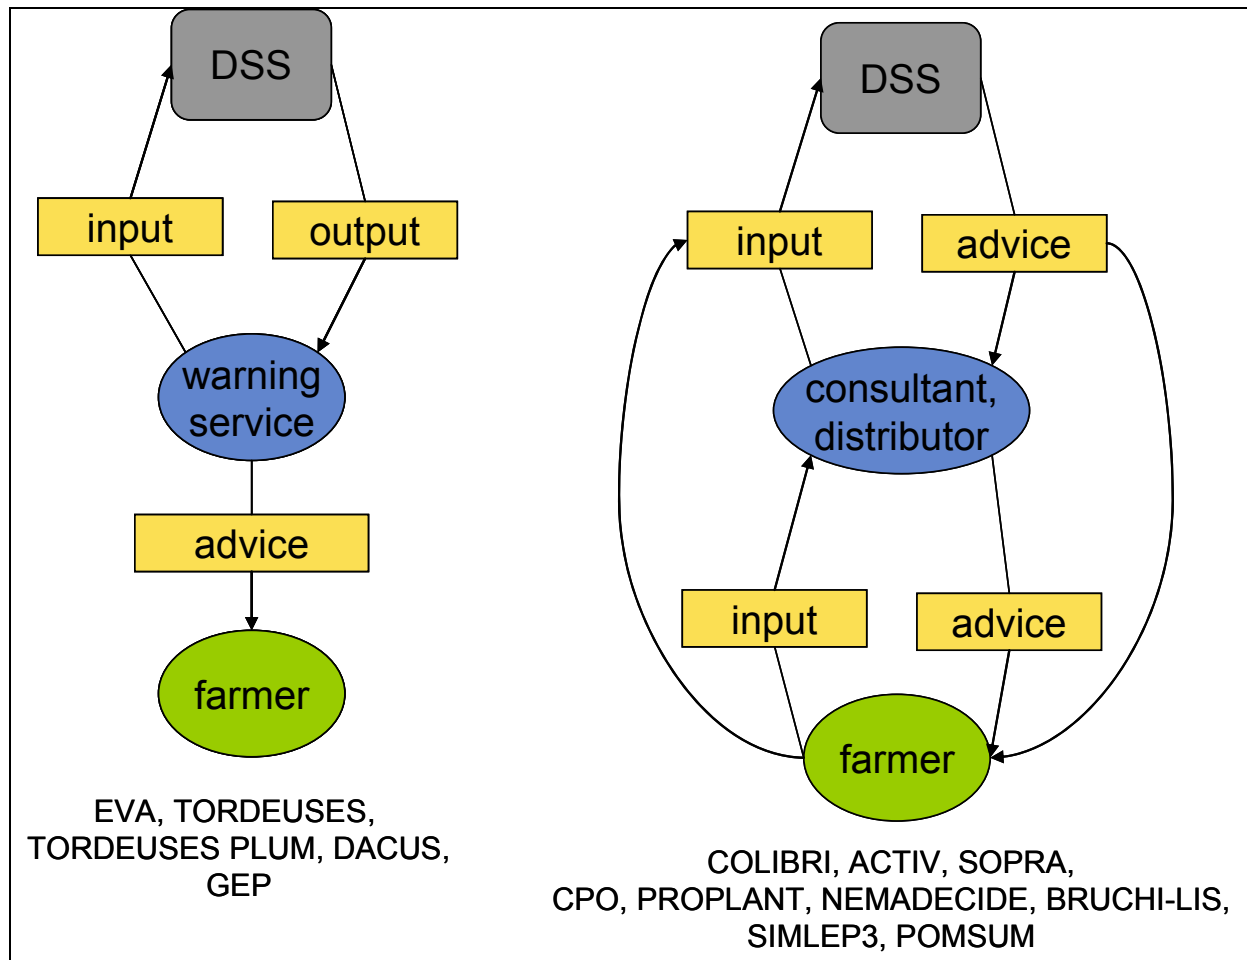 DSS
input
output
warning
service
advice
farmer
EVA, TORDEUSES,
TORDEUSES PLUM, DACUS,
GEP
DSS
input
advice
consultant,
distributor
input
advice
farmer
COLIBRI, ACTIV, SOPRA,
CPO, PROPLANT, NEMADECIDE, BRUCHI-LIS,
SIMLEP3, POMSUM